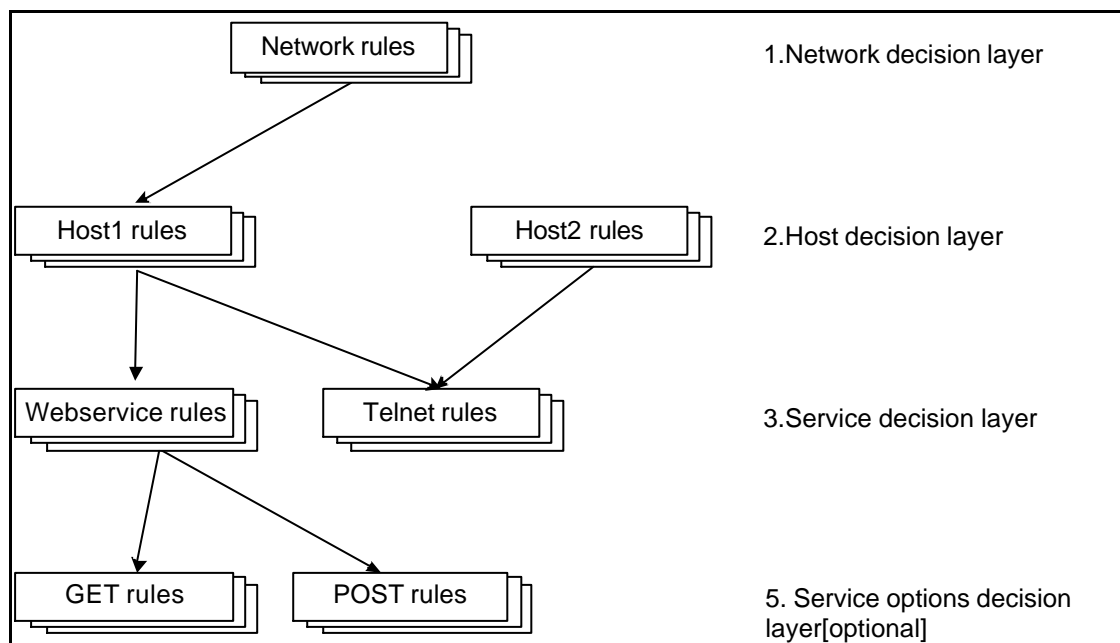 Network rules
1.Network decision layer
Host1 rules
Host2 rules
2.Host decision layer
Webservice rules
Telnet rules
3.Service decision layer
GET rules
POST rules
5. Service options decision
layer[optional]